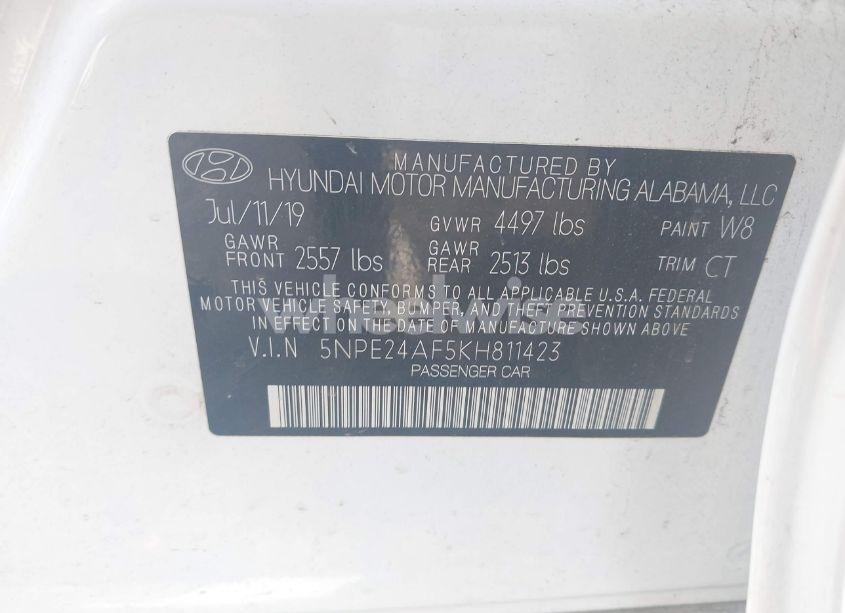 MANUFACTURED BY
HYUNDAI MOTOR MANUFACTURING ALABAMA, LLC
Jul/11/19 GVWR 4497 lbs PAINT W8
GAWR FRONT 2557 lbs GAWR REAR 2513 lbs TRIM CT
THIS VEHICLE CONFORMS TO ALL APPLICABLE U.S.A. FEDERAL
MOTOR VEHICLE SAFETY, BUMPER, AND THEFT PREVENTION STANDARDS
IN EFFECT ON THE DATE OF MANUFACTURE SHOWN ABOVE
V.I.N 5NPE24AF5KH811423
PASSENGER CAR